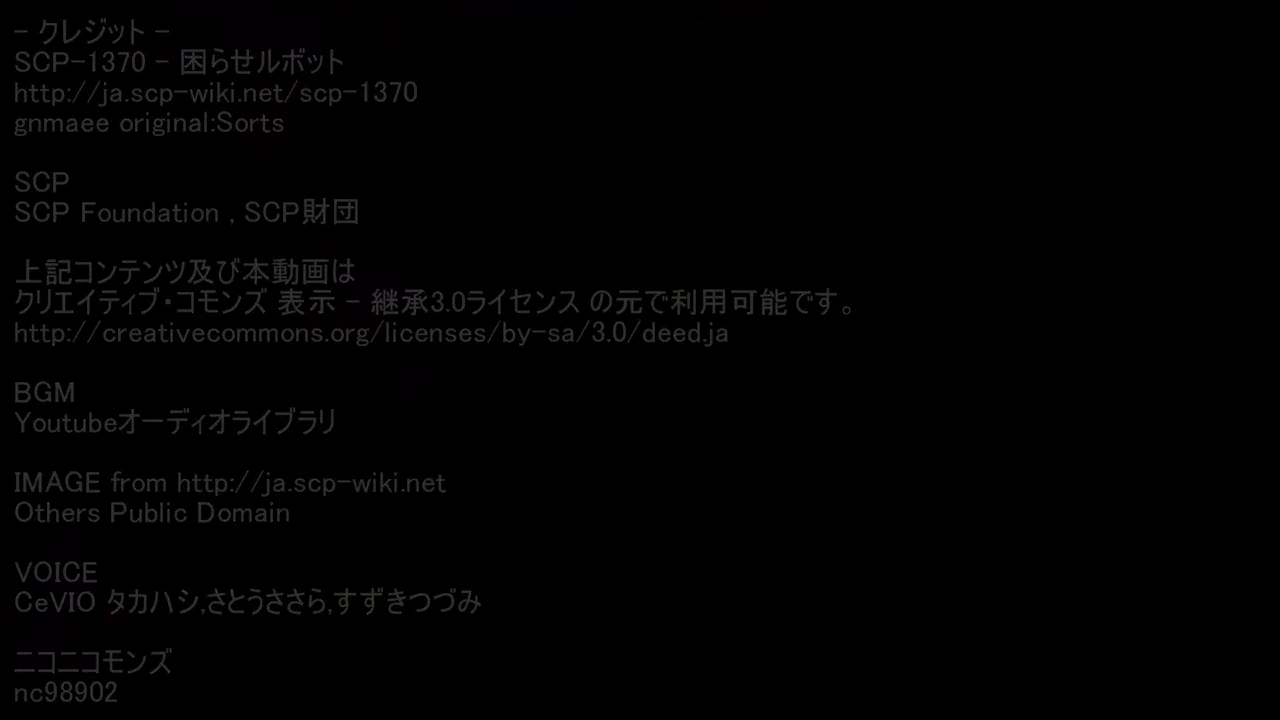 - クレジット -
SCP-1370 - 困らせルボット
http://ja.scp-wiki.net/scp-1370
gnmaee original:Sorts
SCP
SCP Foundation , SCP財団
上記コンテンツ及び本動画は
クリエイティブ・コモンズ 表示 - 継承3.0ライセンス の元で利用可能です。
http://creativecommons.org/licenses/by-sa/3.0/deed.ja
BGM
Youtubeオーディオライブラリ
IMAGE from http://ja.scp-wiki.net
Others Public Domain
VOICE
CeVIO タカハシ,さとうささら,すずきつづみ
ニコニコモンズ
nc98902